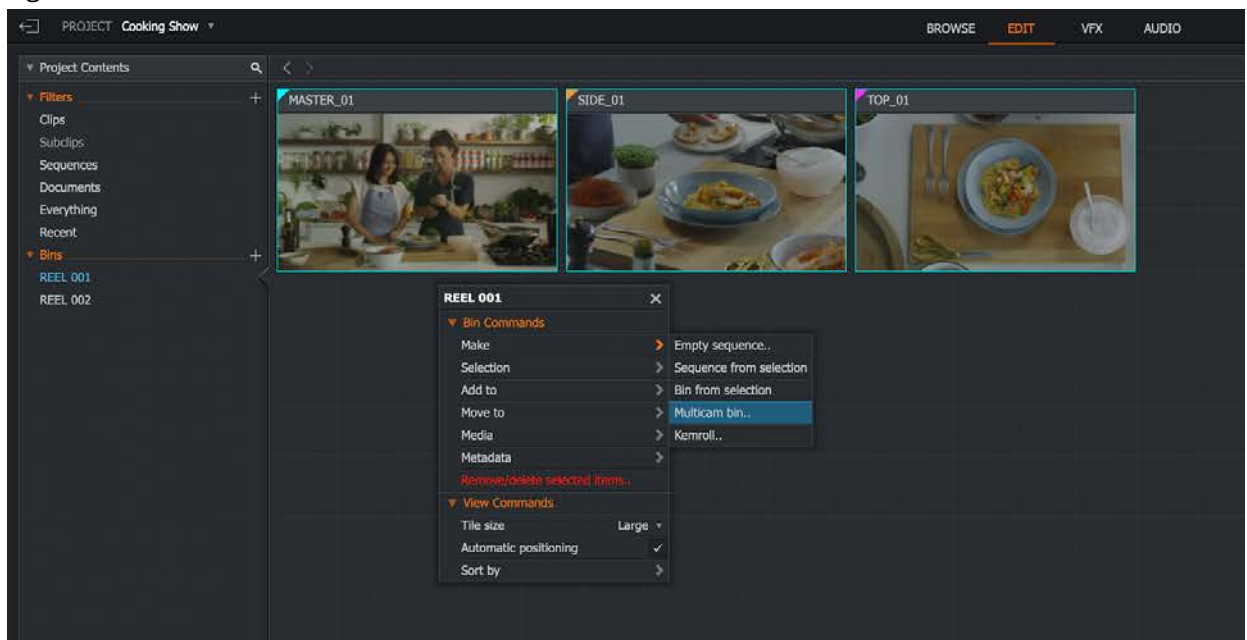 PROJECT Cooking Show
BROWSE EDIT VFX AUDIO
Project Contents
Filters
Clips
Subclips
Sequences
Documents
Everything
Recent
Bins
REEL 001
REEL 002
MASTER_01 SIDE_01 TOP_01
REEL 001
Bin Commands
Make
Selection
Add to
Move to
Media
Metadata
Remove/delete selected items..
View Commands
Tile size Large
Automatic positioning
Sort by
Empty sequence..
Sequence from selection
Bin from selection
Multicam bin..
Kemroll..